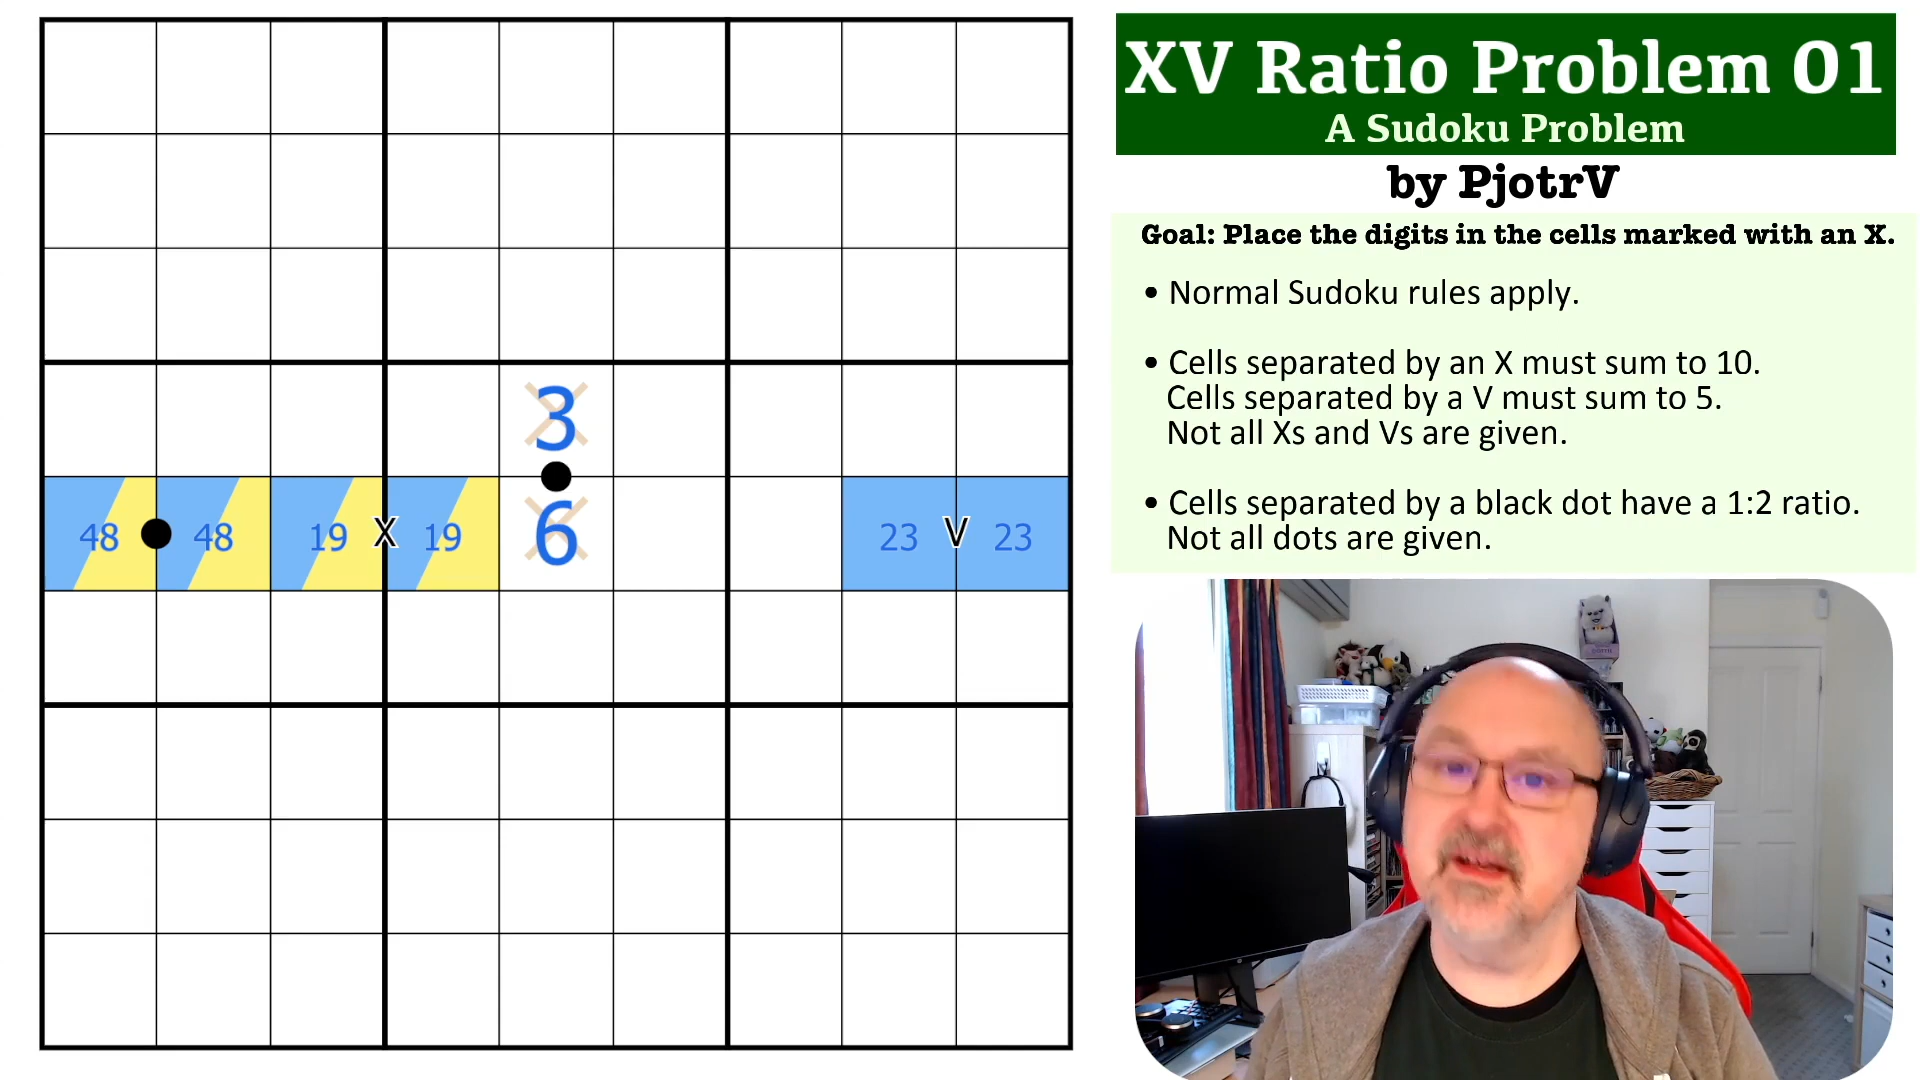 XV Ratio Problem 01
A Sudoku Problem
by PjotrV
Goal: Place the digits in the cells marked with an X.
• Normal Sudoku rules apply.
• Cells separated by an X must sum to 10.
Cells separated by a V must sum to 5.
Not all Xs and Vs are given.
• Cells separated by a black dot have a 1:2 ratio.
Not all dots are given.
3
48 48 19 X 19 6 23 V 23